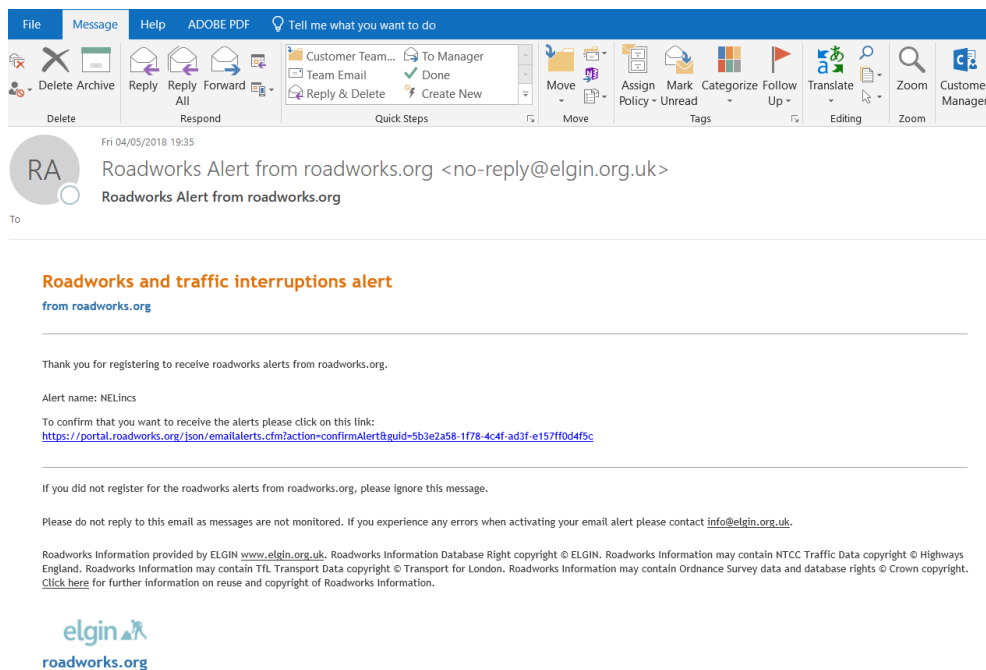 File Message Help ADOBE PDF Tell me what you want to do
Customer Team... To Manager
Team Email Done
Reply & Delete Create New
Delete Archive Reply Reply All Forward Move Assign Policy Mark Unread Categorize Follow Up Translate Zoom Custome Manager
Delete Respond Quick Steps Move Tags Editing Zoom
Fri 04/05/2018 19:35
RA
Roadworks Alert from roadworks.org <no-reply@elgin.org.uk>
Roadworks Alert from roadworks.org
To
Roadworks and traffic interruptions alert
from roadworks.org
Thank you for registering to receive roadworks alerts from roadworks.org.
Alert name: NELincs
To confirm that you want to receive the alerts please click on this link:
https://portal.roadworks.org/json/emailalerts.cfm?action=confirmAlert&guid=5b3e2a58-1f78-4c4f-ad3f-e157ff0d4f5c
If you did not register for the roadworks alerts from roadworks.org, please ignore this message.
Please do not reply to this email as messages are not monitored. If you experience any errors when activating your email alert please contact info@elgin.org.uk.
Roadworks Information provided by ELGIN www.elgin.org.uk. Roadworks Information Database Right copyright © ELGIN. Roadworks Information may contain NTCC Traffic Data copyright © Highways
England. Roadworks Information may contain TfL Transport Data copyright © Transport for London. Roadworks Information may contain Ordnance Survey data and database rights © Crown copyright.
Click here for further information on reuse and copyright of Roadworks Information.
elgin
roadworks.org